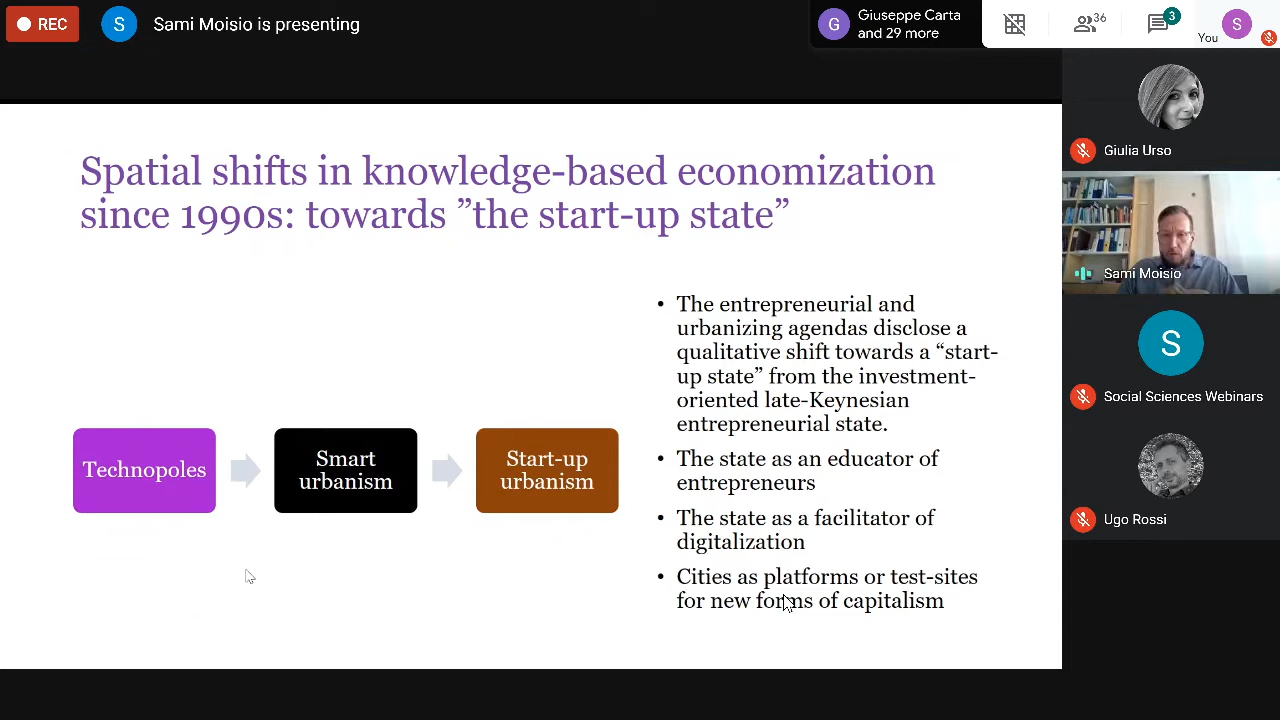 REC
S
Sami Moisio is presenting
G
Giuseppe Carta
and 29 more
36
3
You
S
Giulia Urso
Spatial shifts in knowledge-based economization
since 1990s: towards ”the start-up state”
Sami Moisio
• The entrepreneurial and
urbanizing agendas disclose a
qualitative shift towards a “start-
up state” from the investment-
oriented late-Keynesian
entrepreneurial state.
• The state as an educator of
entrepreneurs
• The state as a facilitator of
digitalization
• Cities as platforms or test-sites
for new forms of capitalism
Technopoles
Smart
urbanism
Start-up
urbanism
S
Social Sciences Webinars
Ugo Rossi